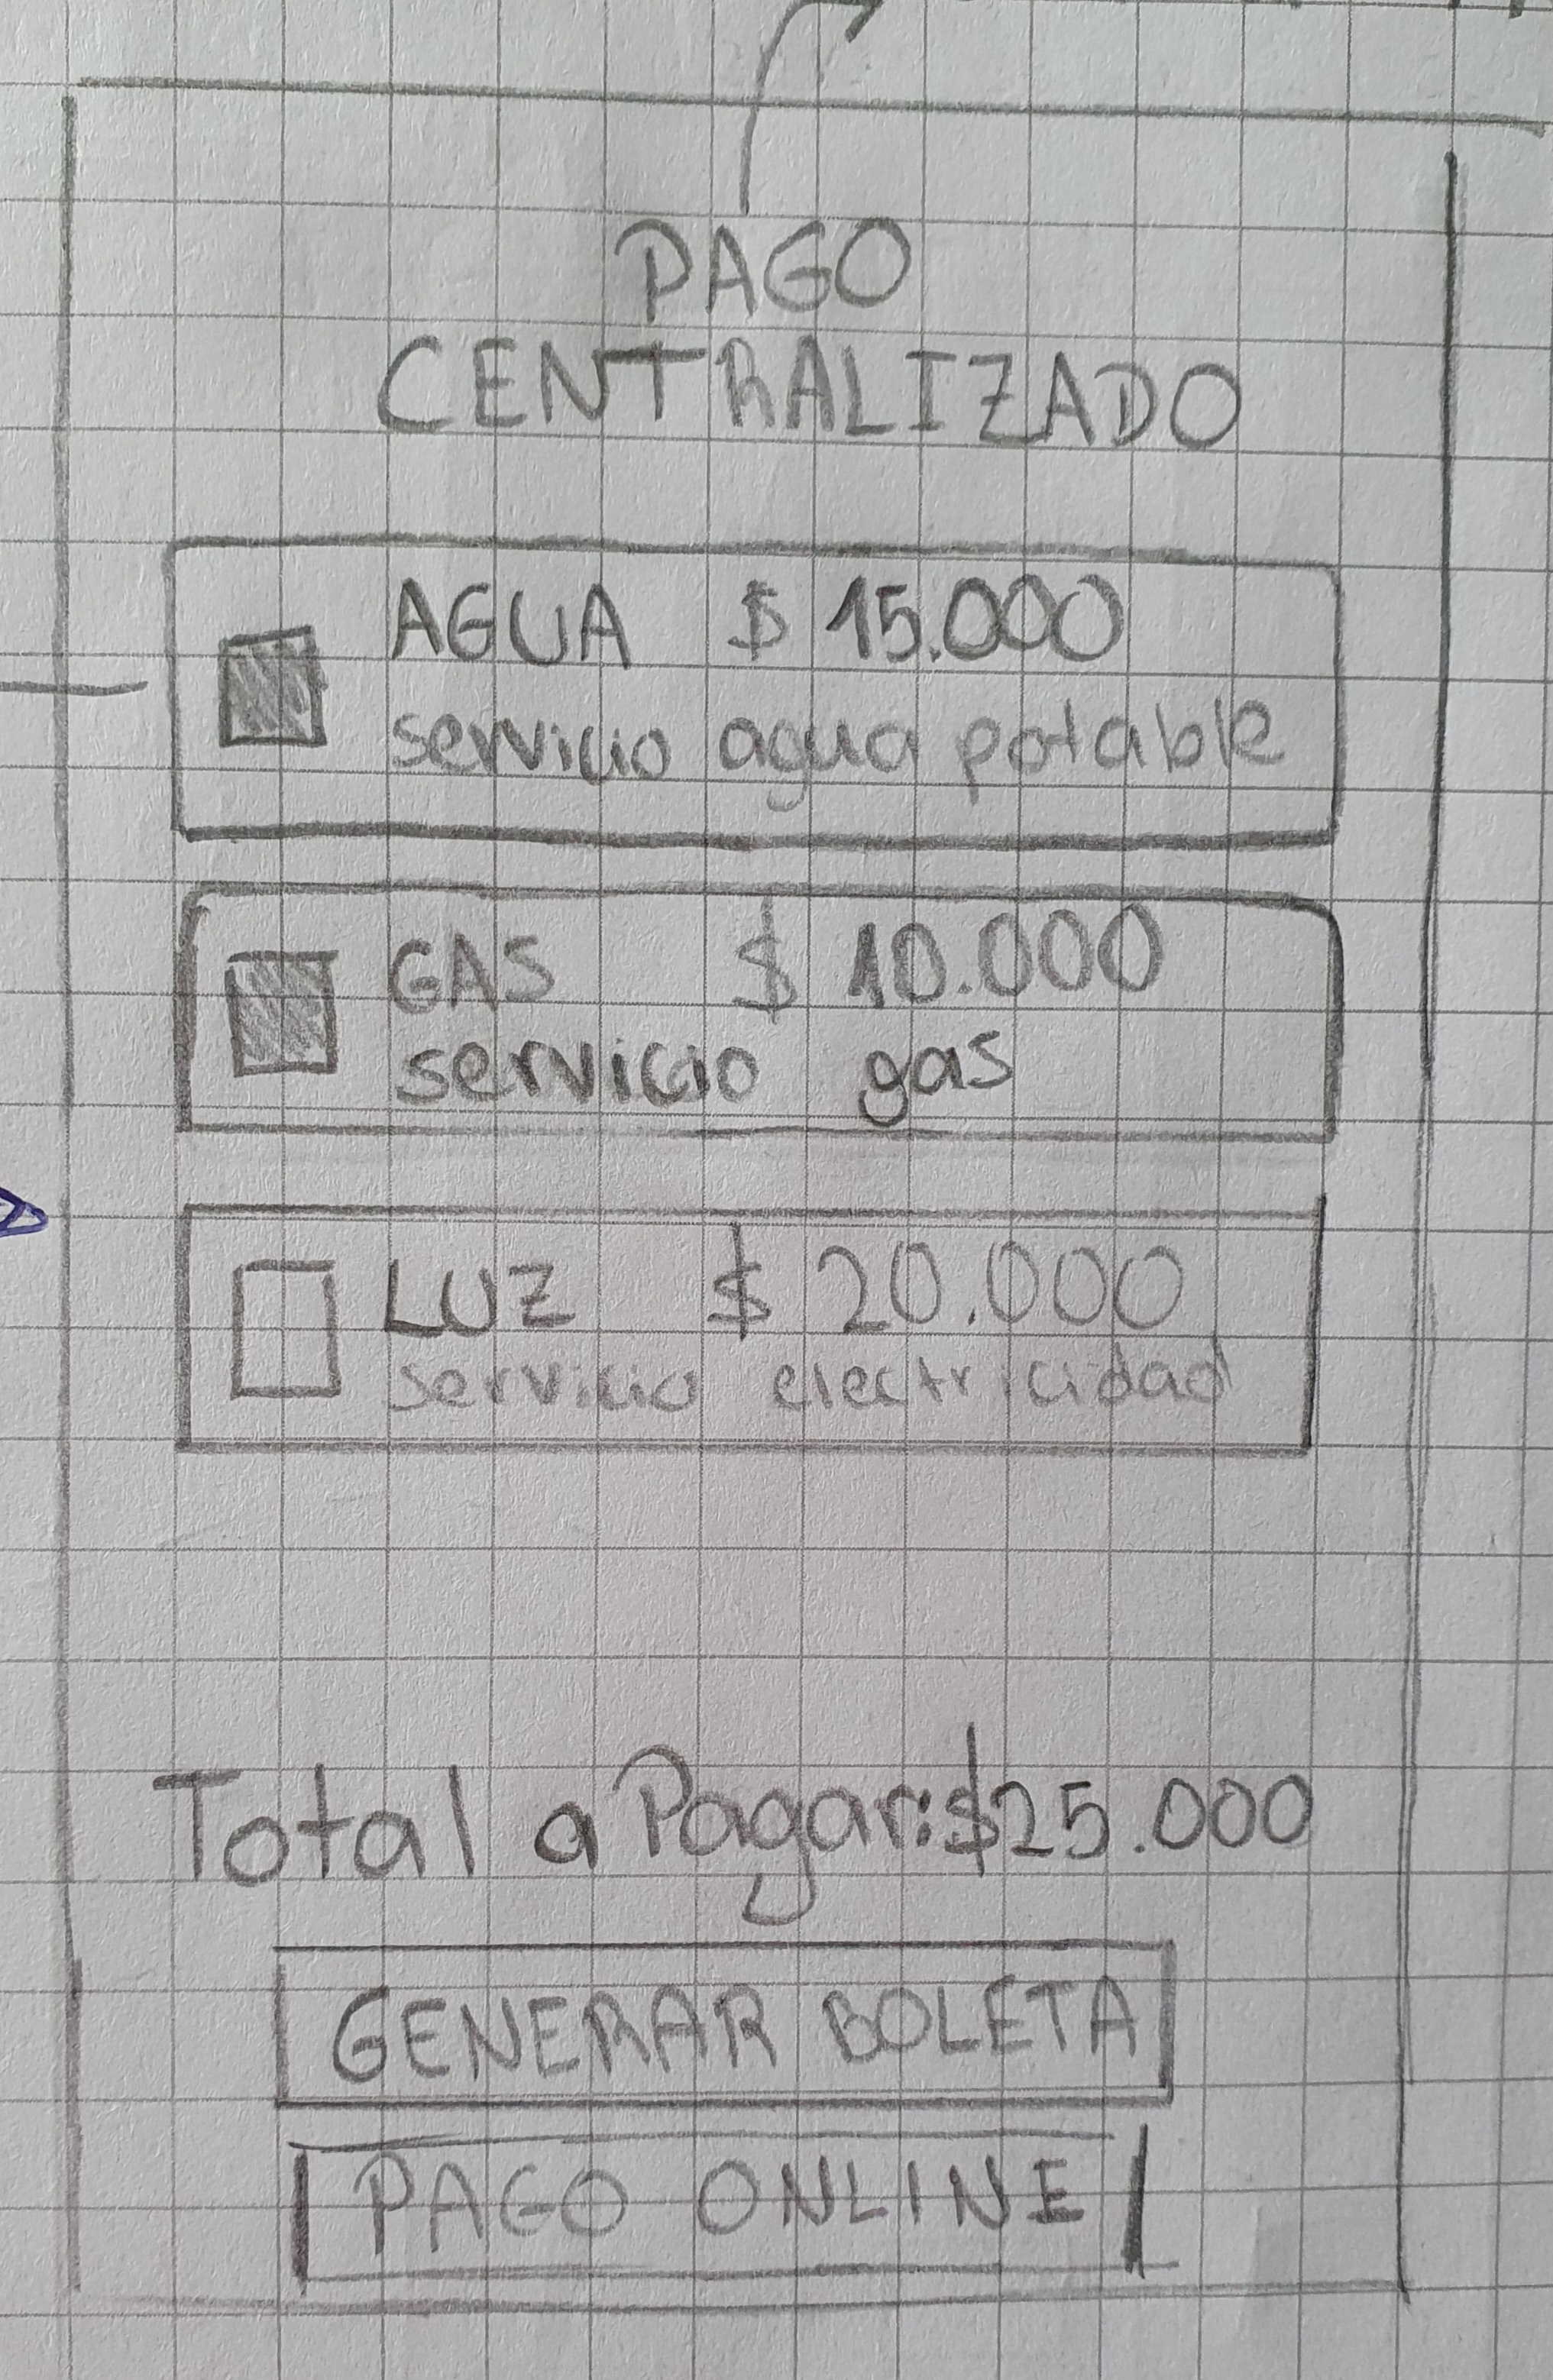 PAGO
CENTRALIZADO
AGUA $ 15.000
servicio agua potable
GAS $ 10.000
servicio gas
LUZ $ 20.000
servicio electricidad
Total a Pagar: $25.000
GENERAR BOLETA
PAGO ONLINE